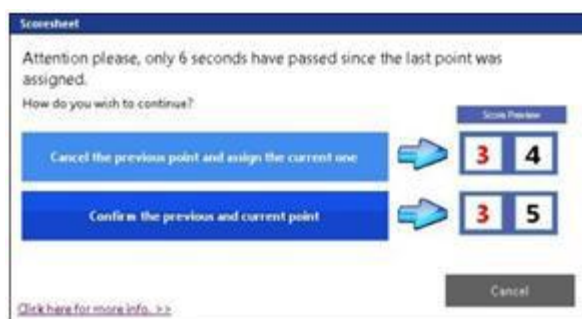 Scoresheet
Attention please, only 6 seconds have passed since the last point was
assigned.
How do you wish to continue?
Score Preview
Cancel the previous point and assign the current one
3 4
Confirm the previous and current point
3 5
Cancel
Click here for more info. >>